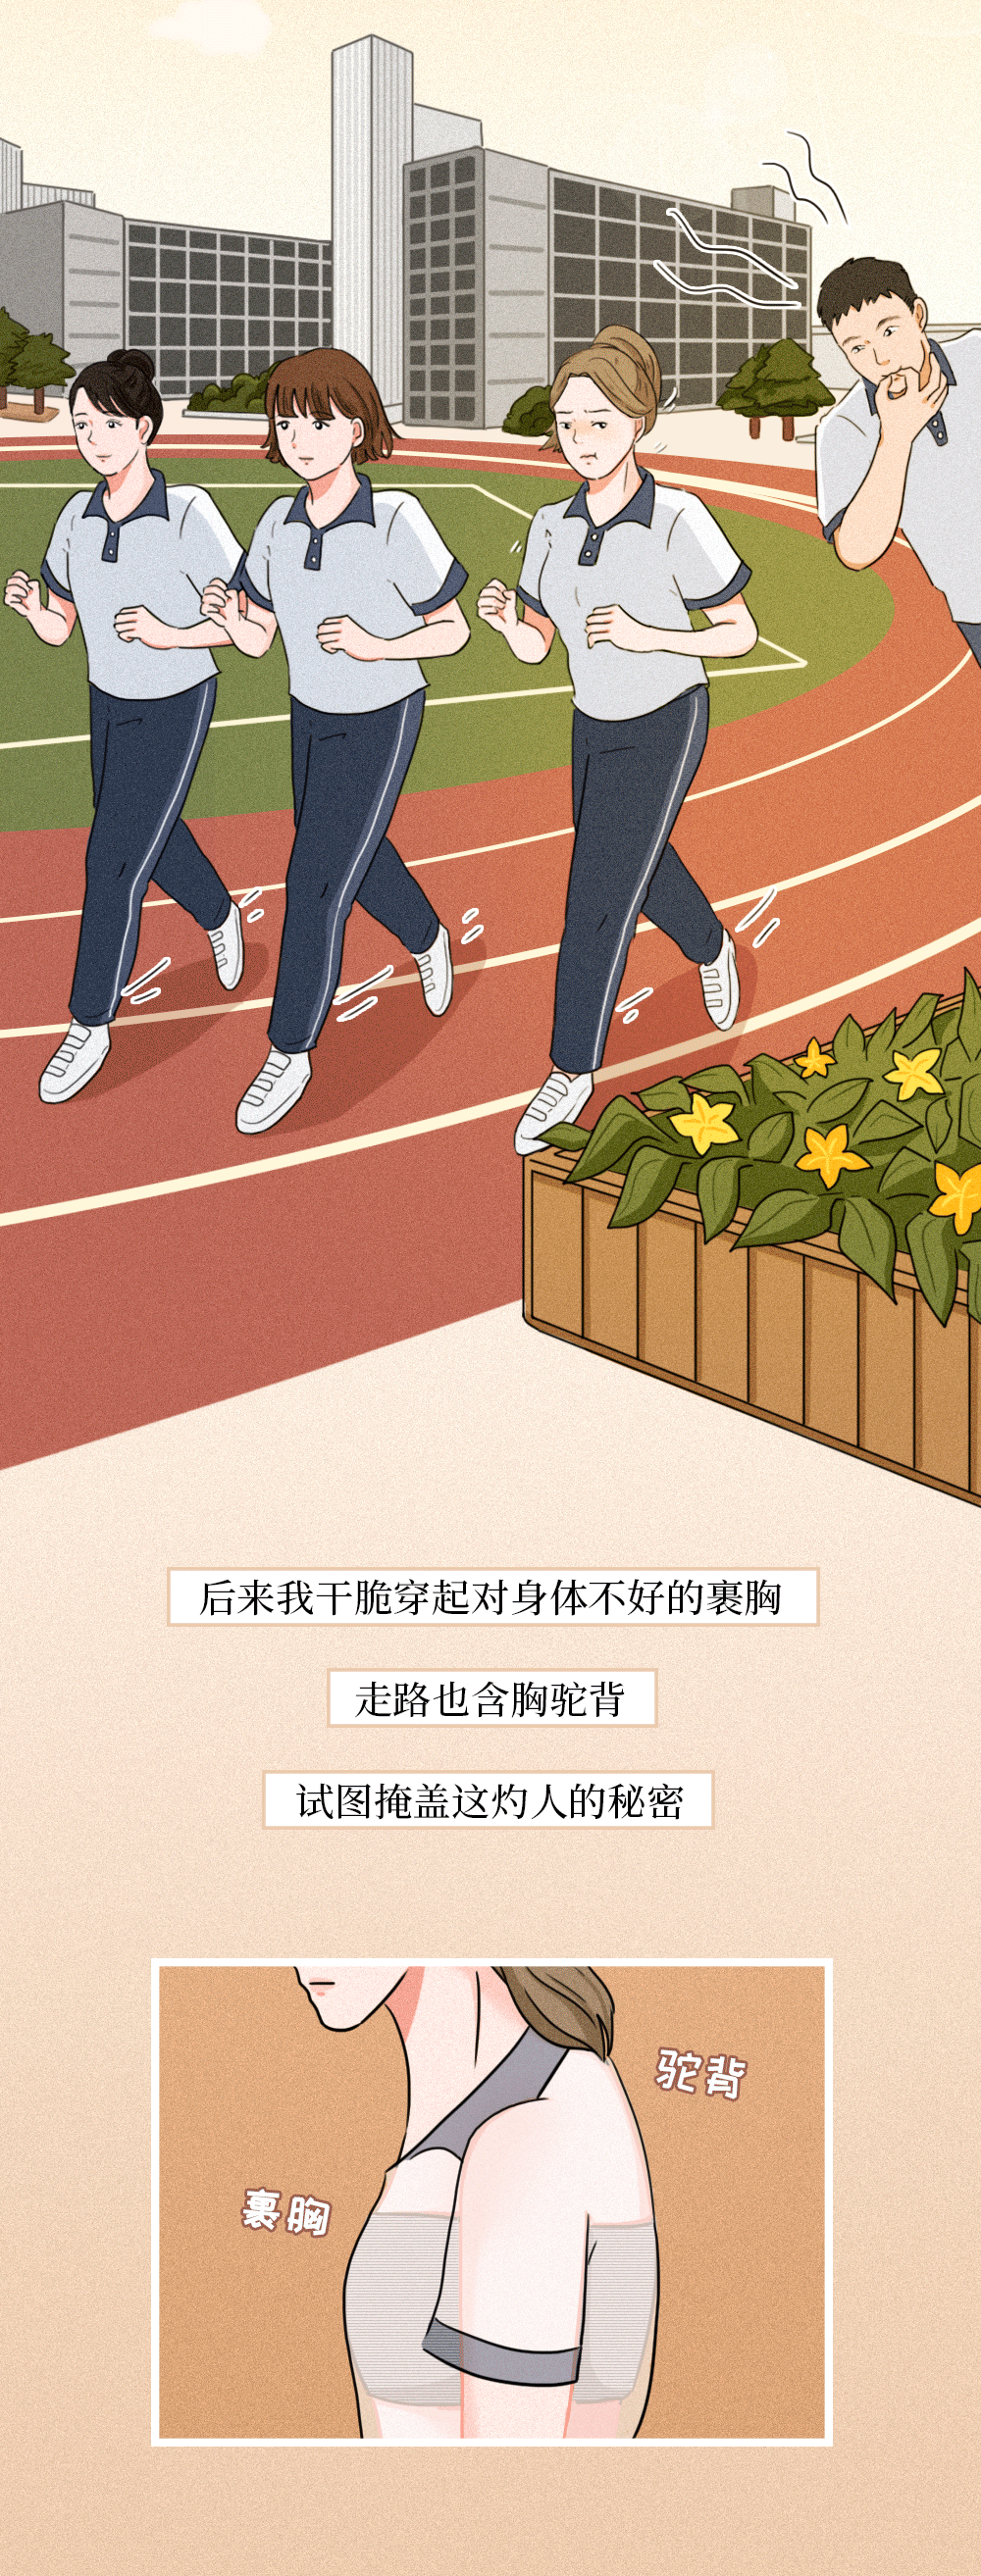 后来我干脆穿起对身体不好的裹胸
走路也含胸驼背
试图掩盖这灼人的秘密
驼背
裹胸